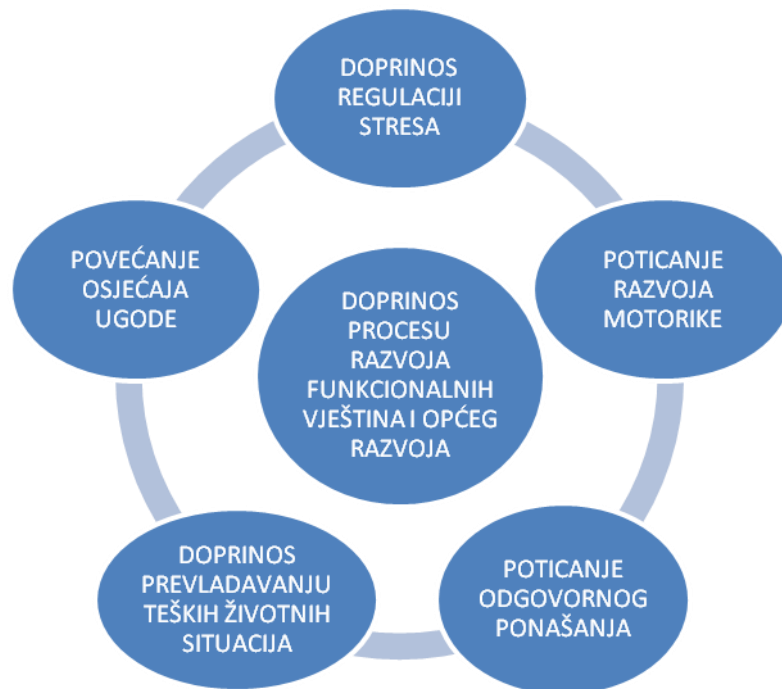 DOPRINOS
REGULACIJI
STRESA
POVEĆANJE
OSJEĆAJA
UGODE
POTICANJE
RAZVOJA
MOTORIKE
DOPRINOS
PROCESU
RAZVOJA
FUNKCIONALNIH
VJEŠTINA I OPĆEG
RAZVOJA
DOPRINOS
PREVLADAVANJU
TEŠKIH ŽIVOTNIH
SITUACIJA
POTICANJE
ODGOVORNOG
PONAŠANJA